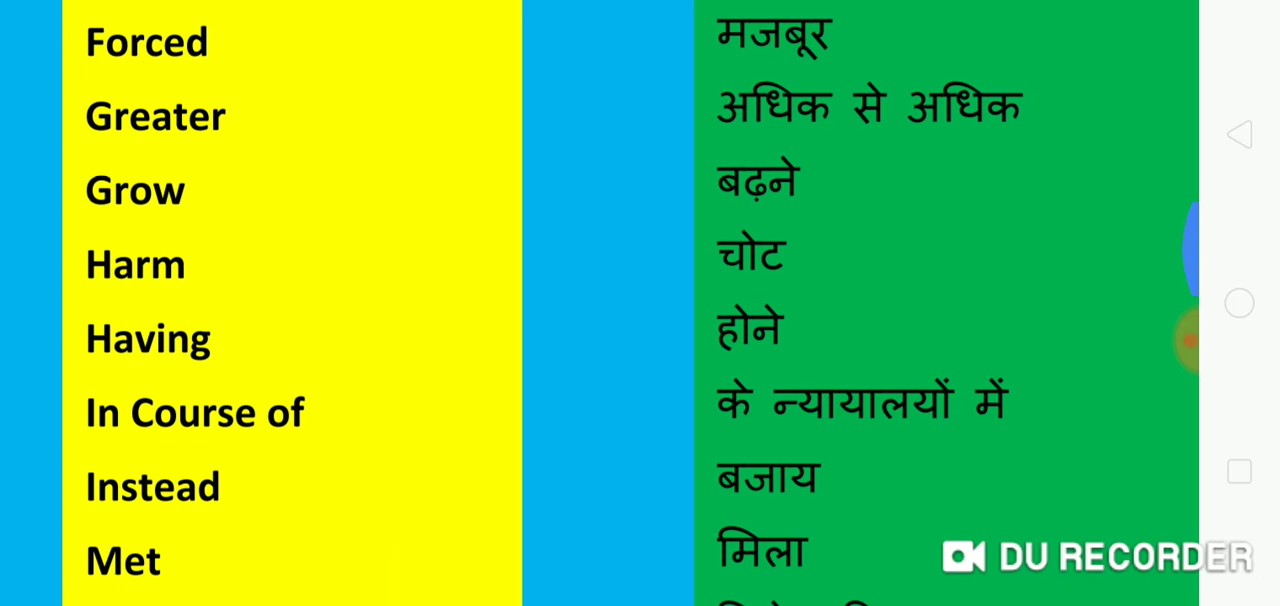 Forced
मजबूर
Greater
अधिक से अधिक
Grow
बढ़ने
Harm
चोट
Having
होने
In Course of
के न्यायालयों में
Instead
बजाय
Met
मिला
DU RECORDER